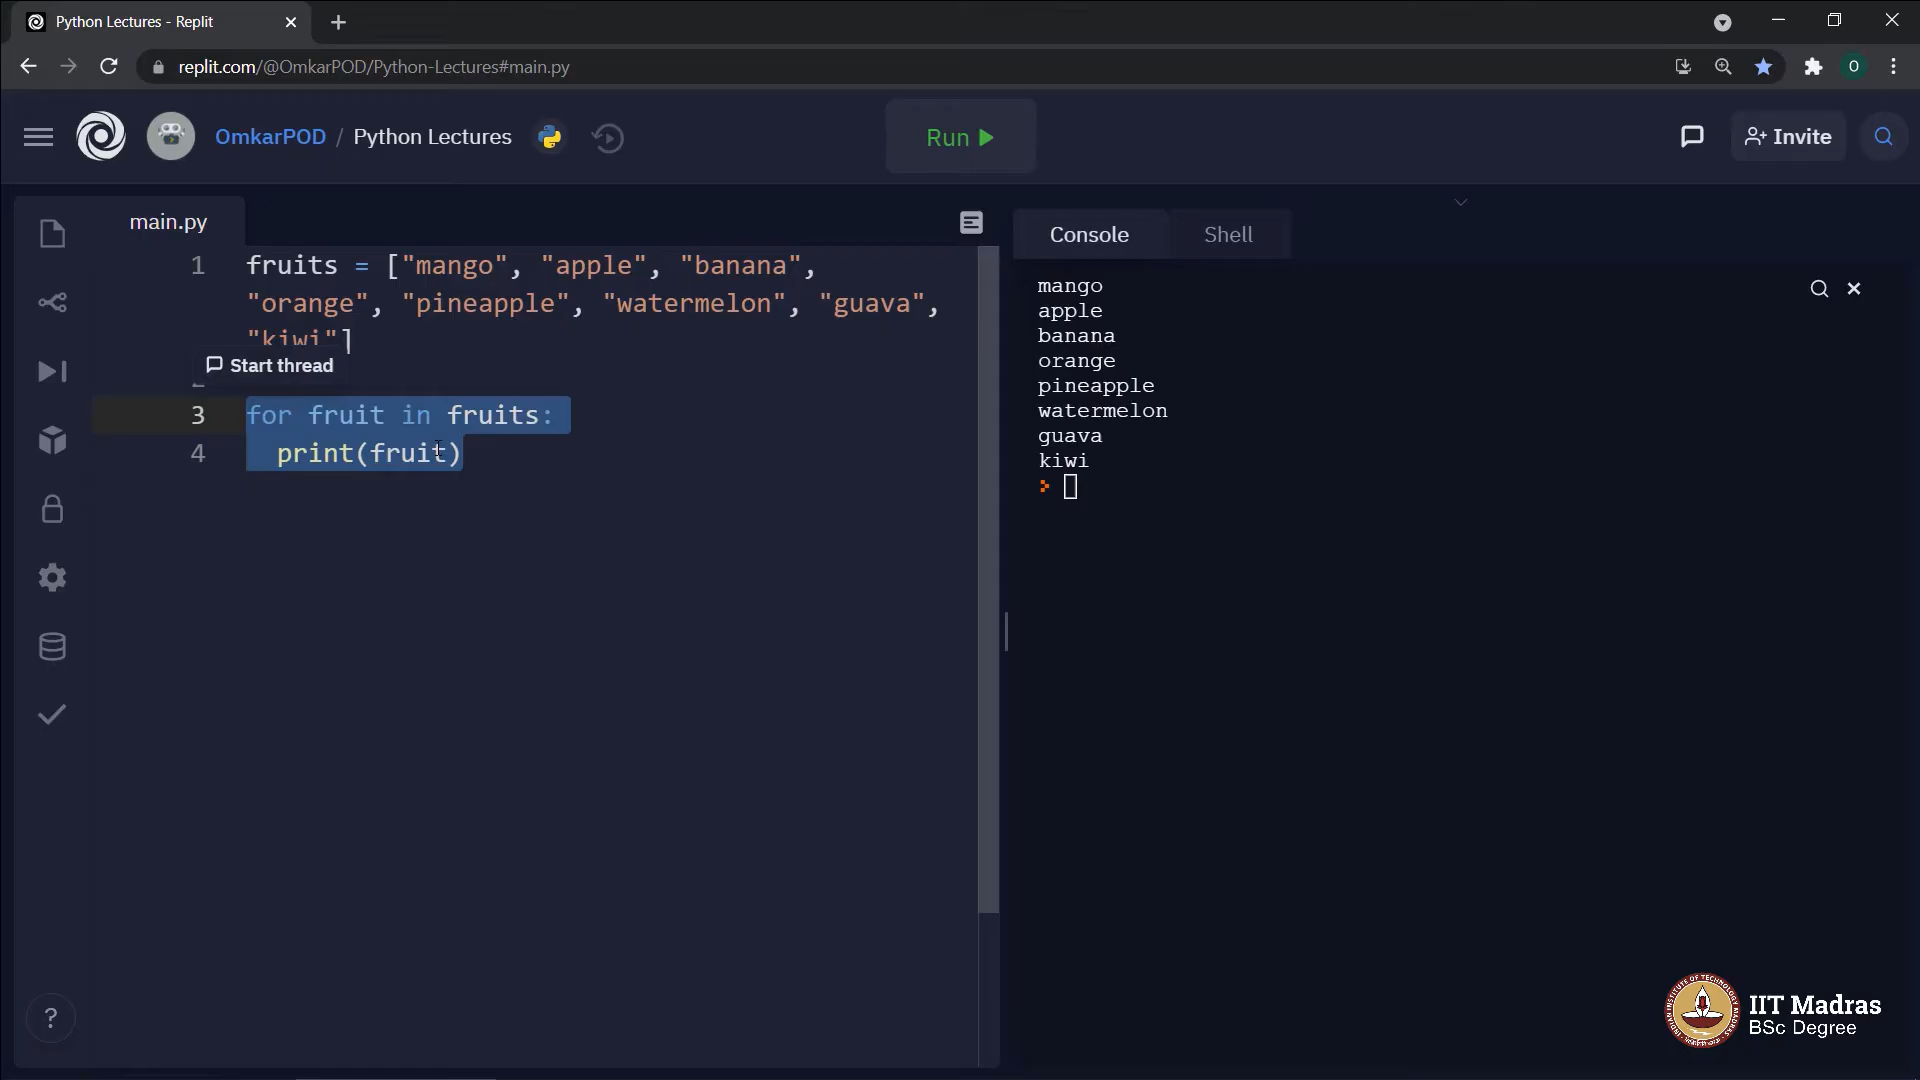 Python Lectures - Replit
replit.com/@OmkarPOD/Python-Lectures#main.py
O
OmkarPOD / Python Lectures
Run
Invite
main.py
1 fruits = ["mango", "apple", "banana",
"orange", "pineapple", "watermelon", "guava",
"kiwi"]
Start thread
3 for fruit in fruits:
4 print(fruit)
Console
Shell
mango
apple
banana
orange
pineapple
watermelon
guava
kiwi
>
?
IIT Madras
BSc Degree